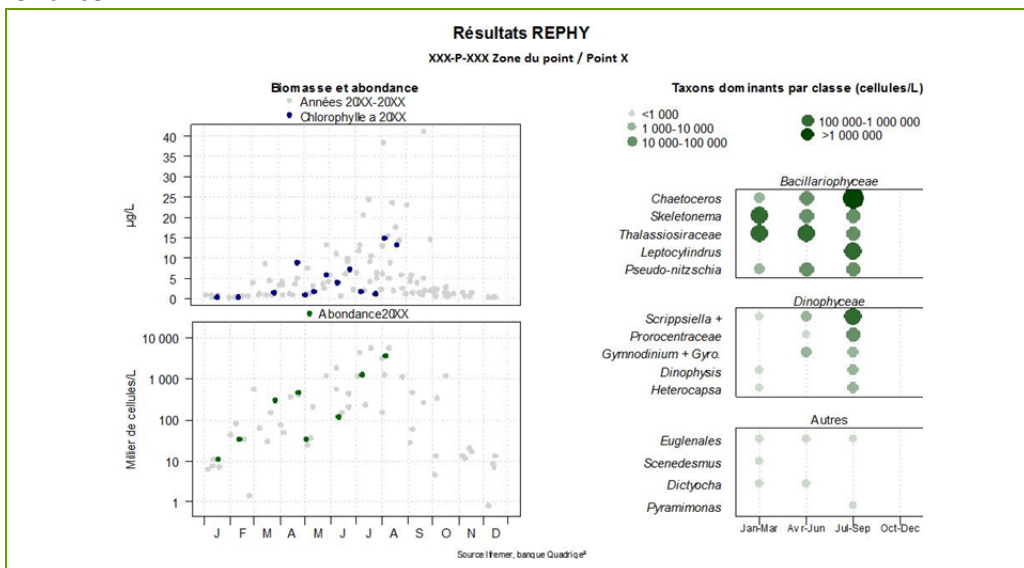 Résultats REPHY
XXX-P-XXX Zone du point / Point X
Biomasse et abondance
Années 20XX-20XX
Chlorophylle a 20XX
40
35
30
25
20
15
10
5
0
µg/L
Abondance20XX
10 000
1 000
100
10
1
Millier de cellules/L
J F M A M J J A S O N D
Taxons dominants par classe (cellules/L)
<1 000
1 000-10 000
10 000-100 000
100 000-1 000 000
>1 000 000
Bacillariophyceae
Chaetoceros
Skeletonema
Thalassiosiraceae
Leptocylindrus
Pseudo-nitzschia
Dinophyceae
Scrippsiella +
Prorocentraceae
Gymnodinium + Gyro.
Dinophysis
Heterocapsa
Autres
Euglenales
Scenedesmus
Dictyocha
Pyramimonas
Jan-Mar Avr-Jun Jul-Sep Oct-Dec
Source Ifremer, banque Quadrige²